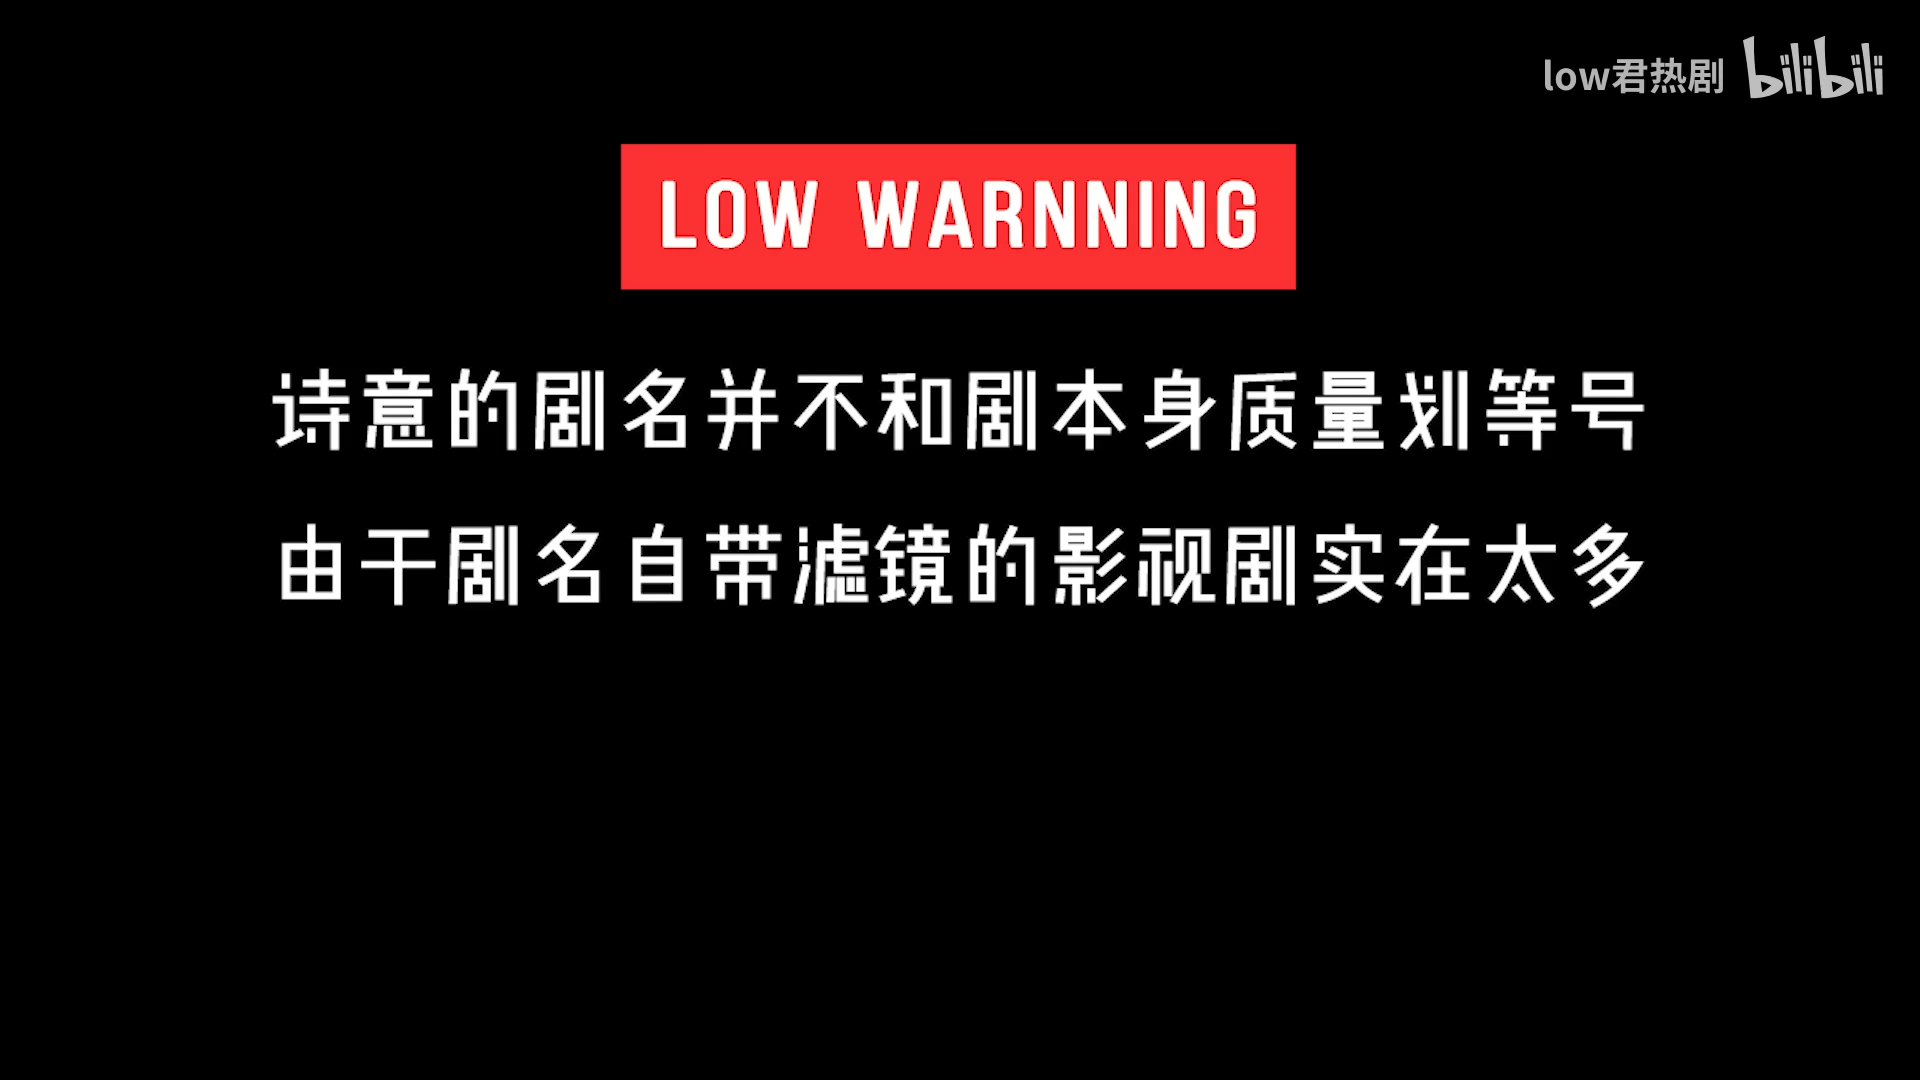 low君热剧 bilibili
LOW WARNNING
诗意的剧名并不和剧本身质量划等号
由于剧名自带滤镜的影视剧实在太多